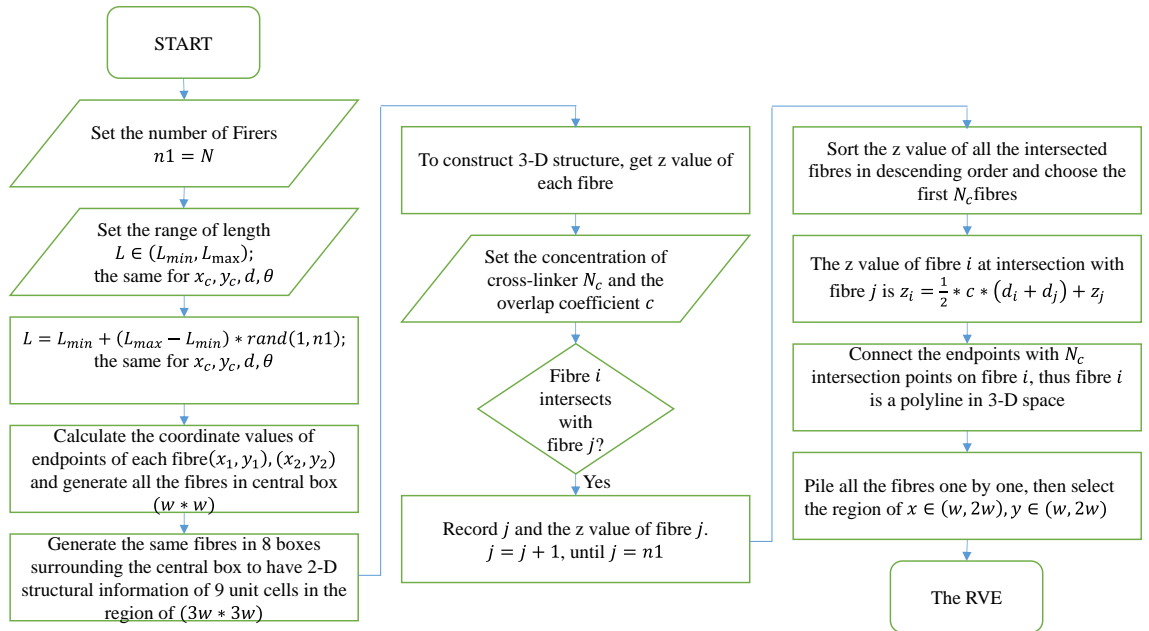 START
Set the number of Firers
n1 = N
Set the range of length
L ∈ (L_min, L_max);
the same for x_c, y_c, d, θ
L = L_min + (L_max − L_min) * rand(1, n1);
the same for x_c, y_c, d, θ
Calculate the coordinate values of
endpoints of each fibre(x_1, y_1), (x_2, y_2)
and generate all the fibres in central box
(w * w)
Generate the same fibres in 8 boxes
surrounding the central box to have 2-D
structural information of 9 unit cells in the
region of (3w * 3w)
To construct 3-D structure, get z value of
each fibre
Set the concentration of
cross-linker N_c and the
overlap coefficient c
Fibre i
intersects
with
fibre j?
Yes
Record j and the z value of fibre j.
j = j + 1, until j = n1
Sort the z value of all the intersected
fibres in descending order and choose the
first N_c fibres
The z value of fibre i at intersection with
fibre j is z_i = 1/2 * c * (d_i + d_j) + z_j
Connect the endpoints with N_c
intersection points on fibre i, thus fibre i
is a polyline in 3-D space
Pile all the fibres one by one, then select
the region of x ∈ (w, 2w), y ∈ (w, 2w)
The RVE